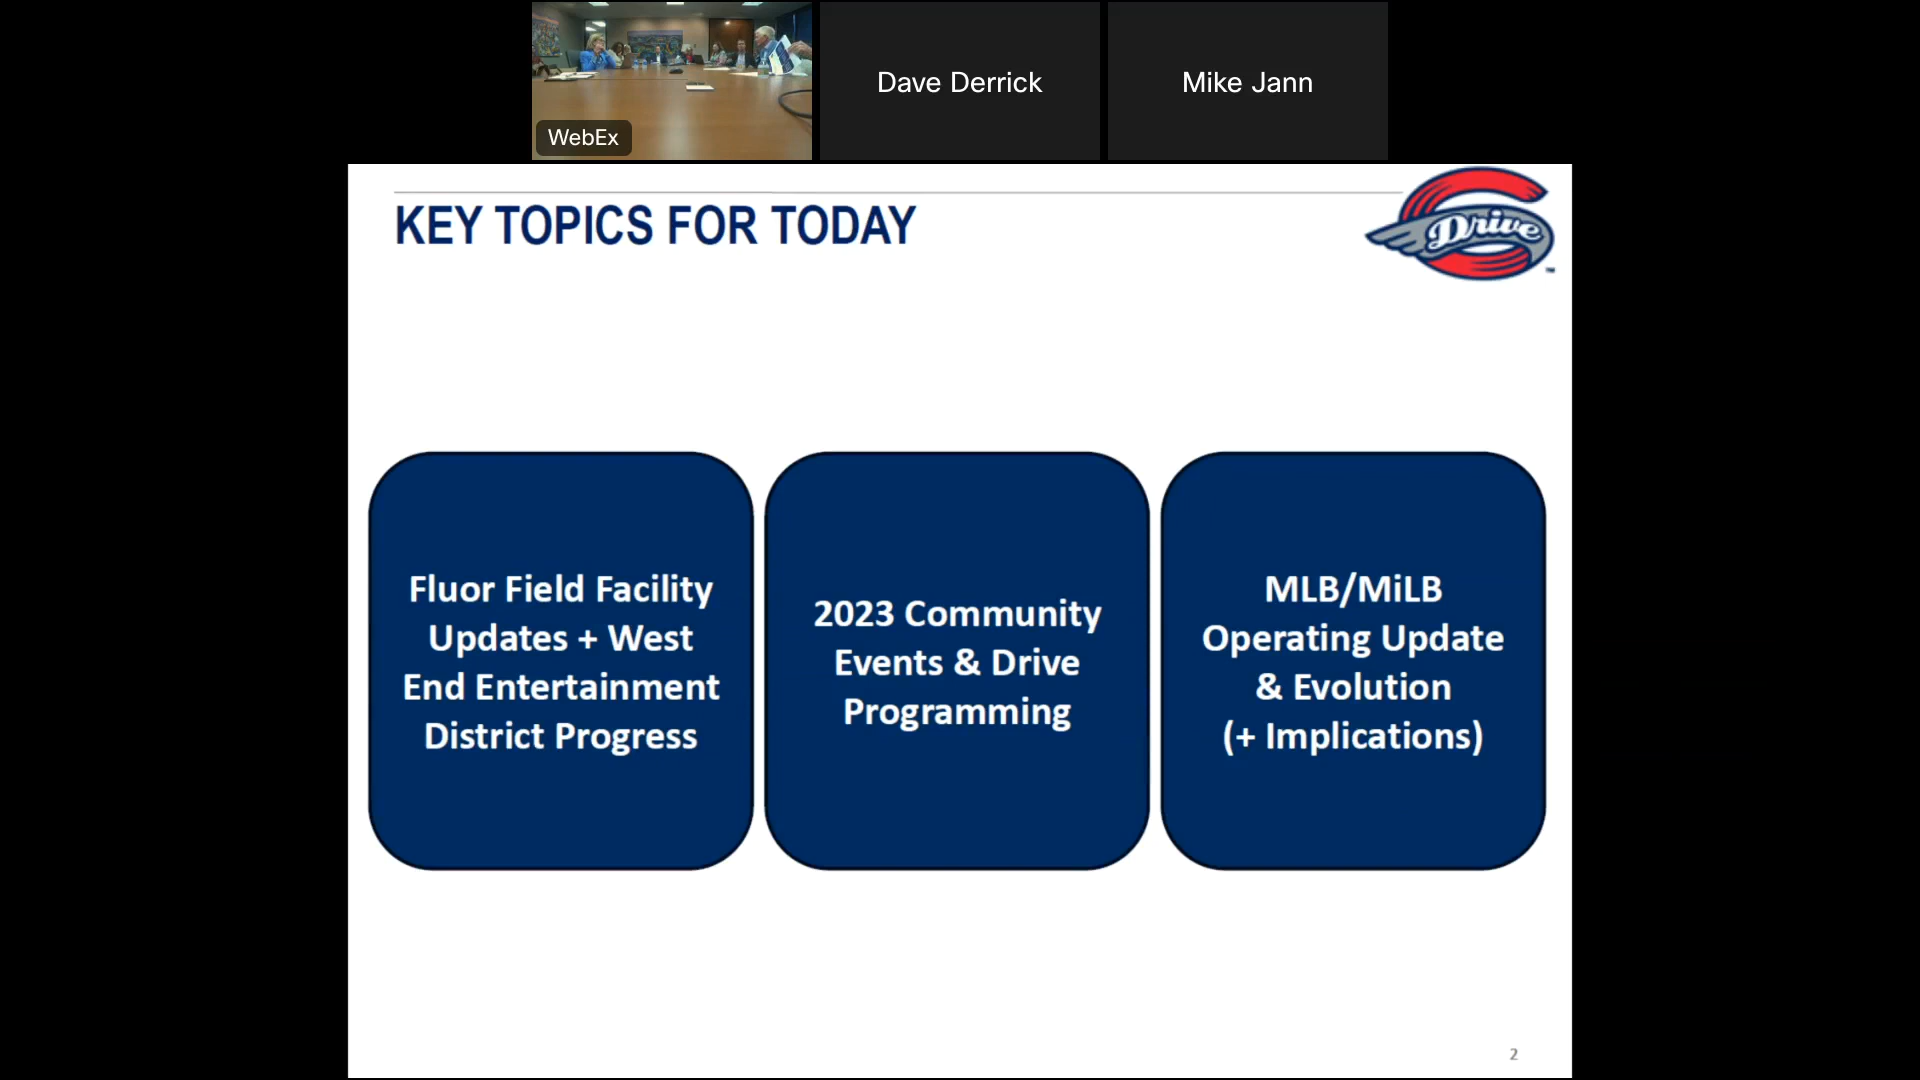 WebEx
Dave Derrick
Mike Jann
KEY TOPICS FOR TODAY
Drive
™
Fluor Field Facility
Updates + West
End Entertainment
District Progress
2023 Community
Events & Drive
Programming
MLB/MiLB
Operating Update
& Evolution
(+ Implications)
2